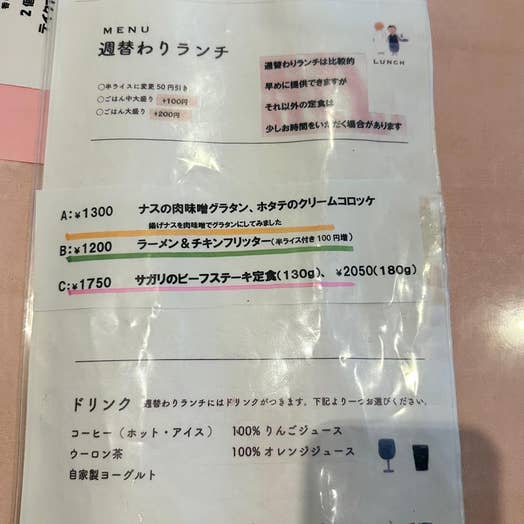 2個
テイク
MENU
週替わりランチ
LUNCH
○半ライスに変更50円引き
○ごはん中大盛り +100円
○ごはん大盛り +200円
週替わりランチは比較的
早めに提供できますが
それ以外の定食は
少しお時間をいただく場合があります
A:¥1300 ナスの肉味噌グラタン、ホタテのクリームコロッケ
揚げナスを肉味噌でグラタンにしてみました
B:¥1200 ラーメン&チキンフリッター(半ライス付き100円増)
C:¥1750 サガリのビーフステーキ定食(130g)、¥2050(180g)
ドリンク 週替わりランチにはドリンクがつきます。下記より一つお選びください。
コーヒー(ホット・アイス) 100%りんごジュース
ウーロン茶 100%オレンジジュース
自家製ヨーグルト